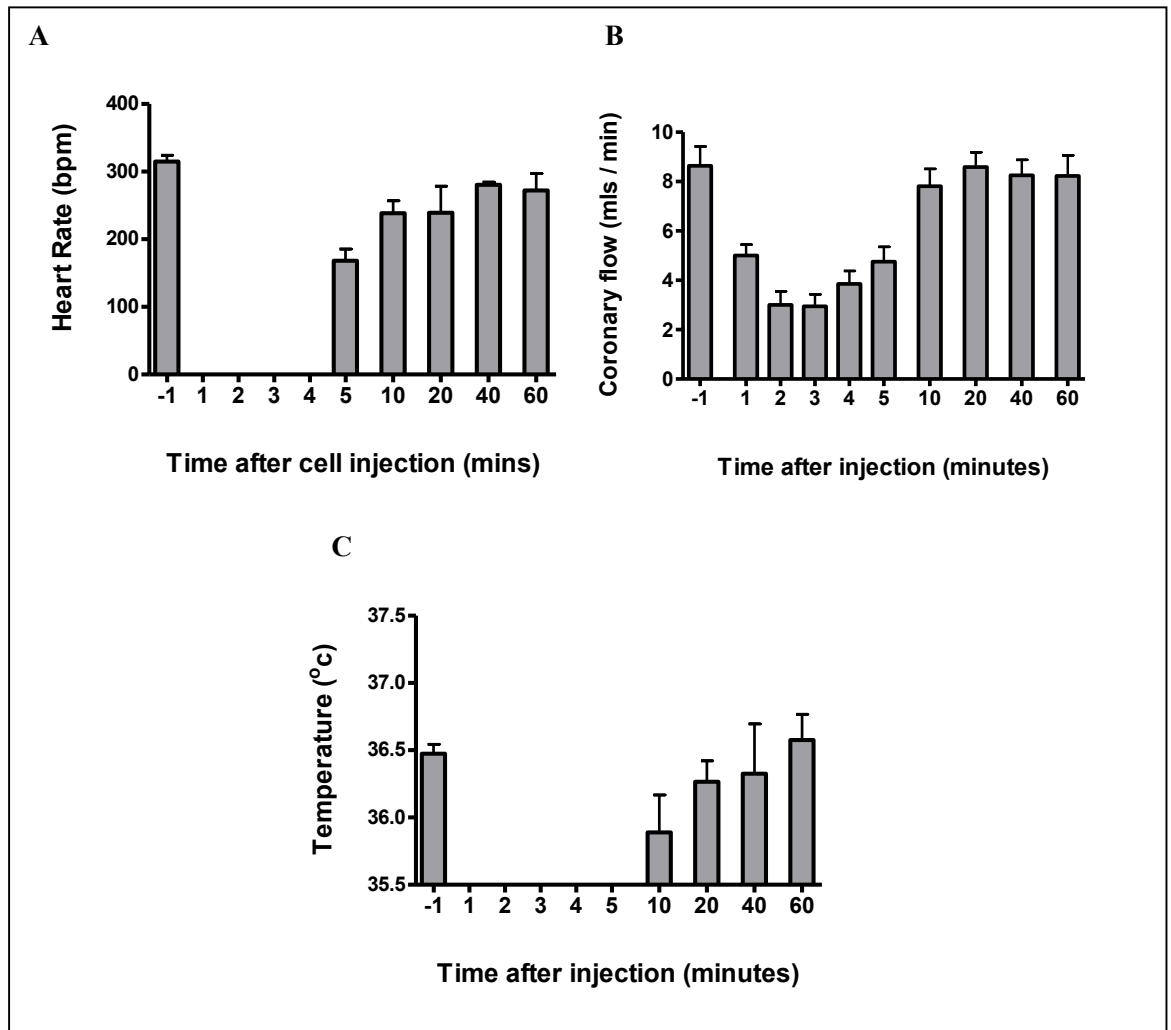 A
Heart Rate (bpm)
400
300
200
100
0
-1 1 2 3 4 5 10 20 40 60
Time after cell injection (mins)
B
Coronary flow (mls / min)
10
8
6
4
2
0
-1 1 2 3 4 5 10 20 40 60
Time after injection (minutes)
C
Temperature (°c)
37.5
37.0
36.5
36.0
35.5
-1 1 2 3 4 5 10 20 40 60
Time after injection (minutes)